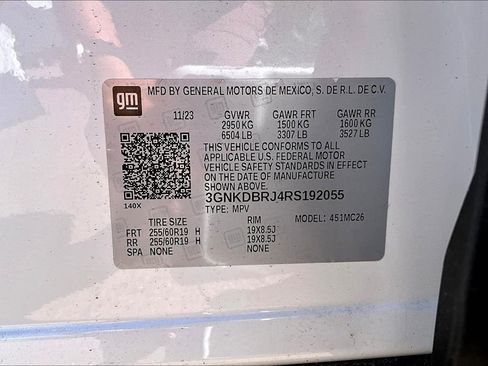 gm
MFD BY GENERAL MOTORS DE MEXICO, S. DE R.L. DE C.V.
11/23 GVWR GAWR FRT GAWR RR
2950 KG 1500 KG 1600 KG
6504 LB 3307 LB 3527 LB
THIS VEHICLE CONFORMS TO ALL
APPLICABLE U.S. FEDERAL MOTOR
VEHICLE SAFETY STANDARDS IN EFFECT
ON THE DATE OF MANUFACTURE
SHOWN ABOVE.
3GNKDBRJ4RS192055
140X TYPE: MPV MODEL: 451MC26
TIRE SIZE RIM
FRT 255/60R19 H 19X8.5J
RR 255/60R19 H 19X8.5J
SPA NONE NONE